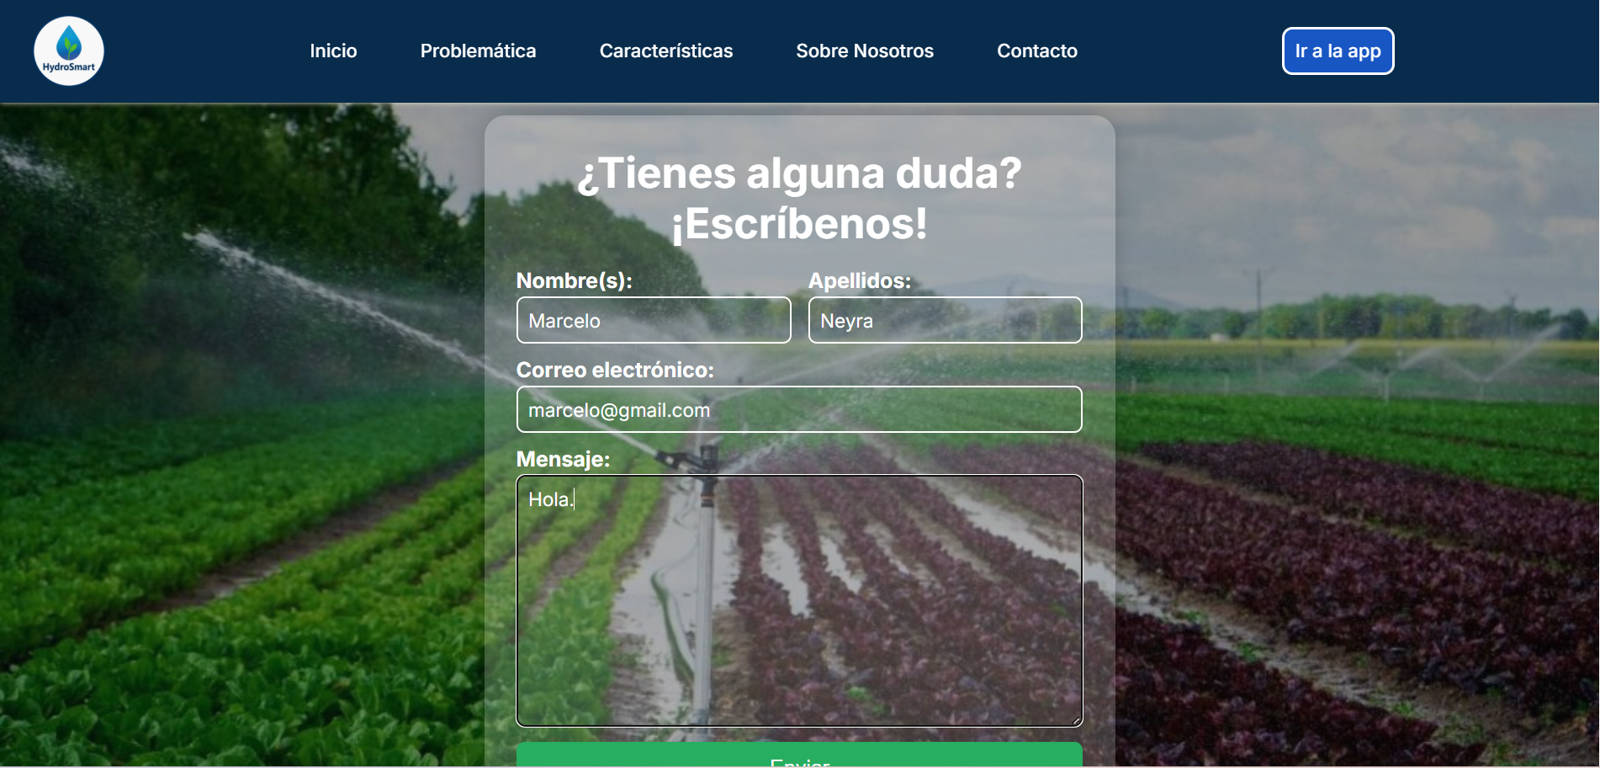 HydroSmart
Inicio
Problemática
Características
Sobre Nosotros
Contacto
Ir a la app
¿Tienes alguna duda?
¡Escríbenos!
Nombre(s):
Apellidos:
Marcelo
Neyra
Correo electrónico:
marcelo@gmail.com
Mensaje:
Hola.
Enviar